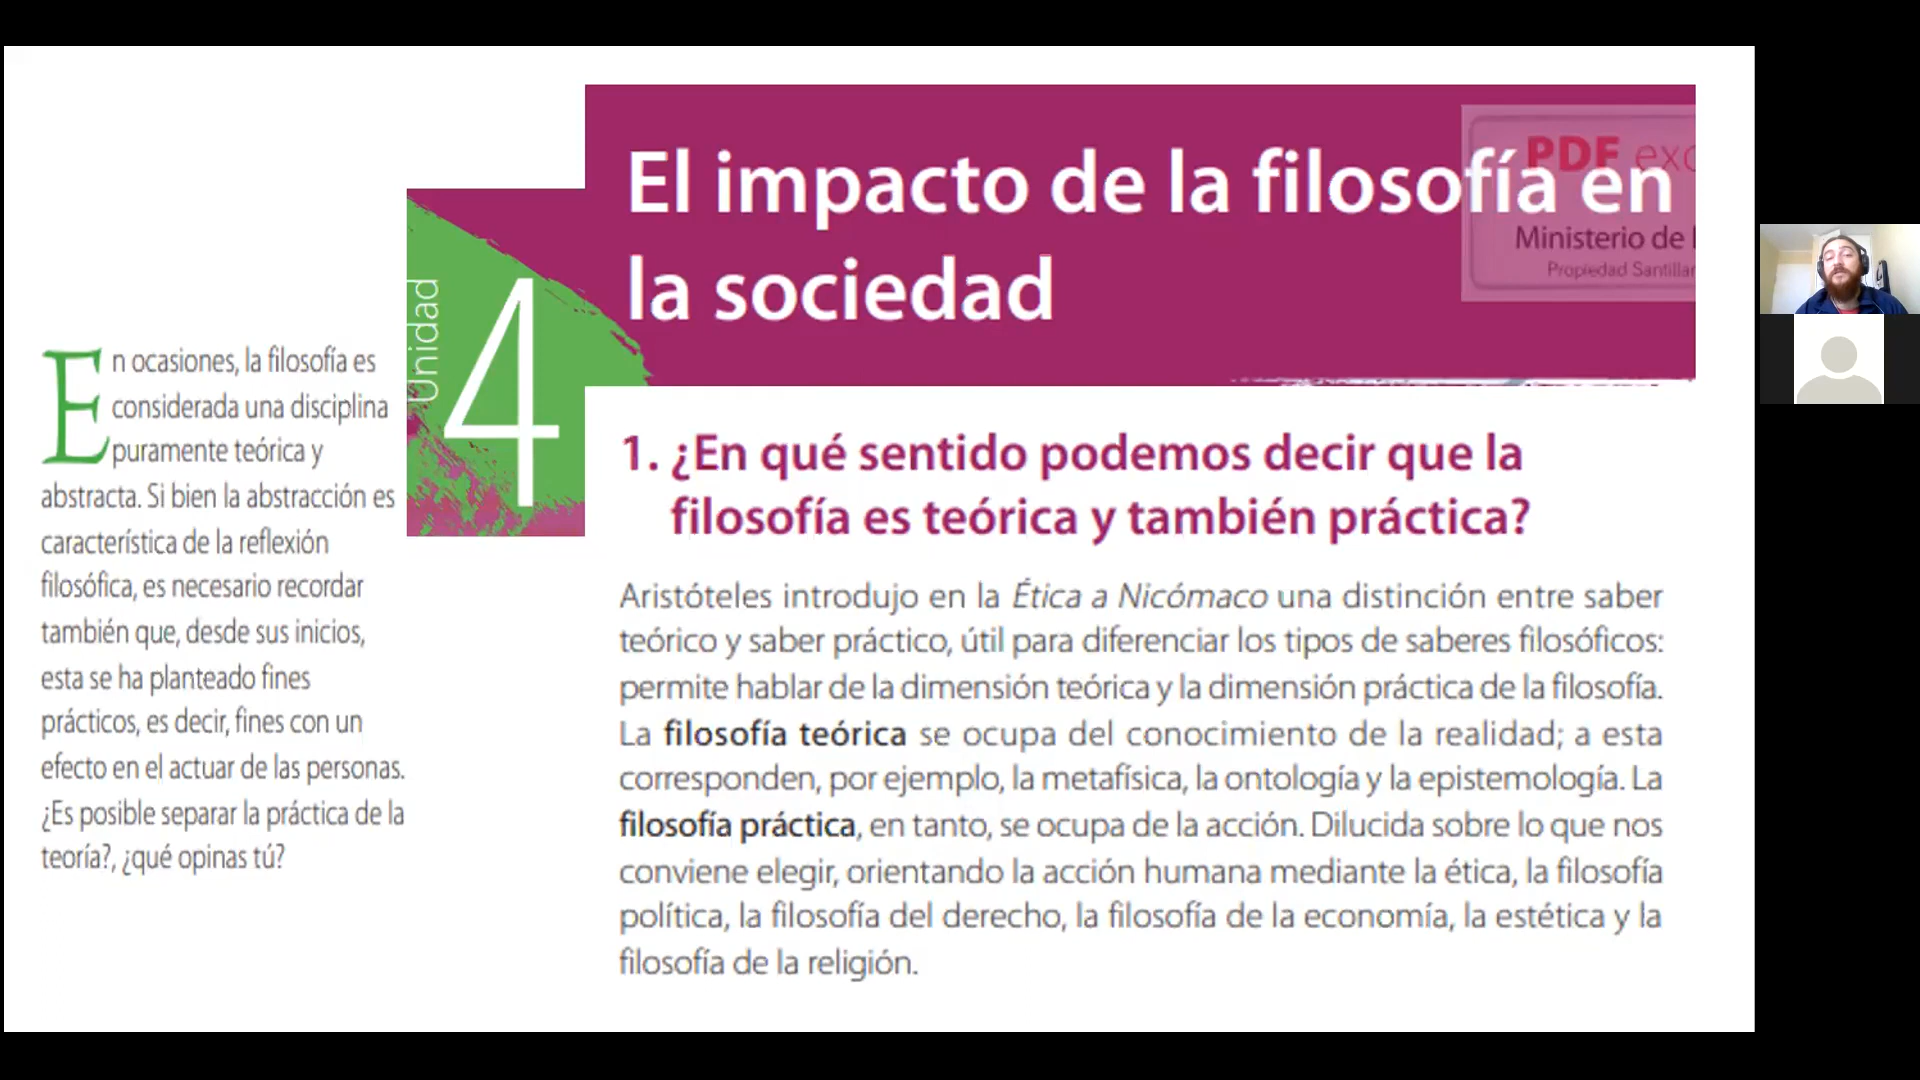 El impacto de la filosofía en
la sociedad
PDF
Ministerio de
Propiedad
Unidad
4
En ocasiones, la filosofía es
considerada una disciplina
puramente teórica y
abstracta. Si bien la abstracción es
característica de la reflexión
filosófica, es necesario recordar
también que, desde sus inicios,
esta se ha planteado fines
prácticos, es decir, fines con un
efecto en el actuar de las personas.
¿Es posible separar la práctica de la
teoría?, ¿qué opinas tú?
1. ¿En qué sentido podemos decir que la
filosofía es teórica y también práctica?
Aristóteles introdujo en la Ética a Nicómaco una distinción entre saber
teórico y saber práctico, útil para diferenciar los tipos de saberes filosóficos:
permite hablar de la dimensión teórica y la dimensión práctica de la filosofía.
La filosofía teórica se ocupa del conocimiento de la realidad; a esta
corresponden, por ejemplo, la metafísica, la ontología y la epistemología. La
filosofía práctica, en tanto, se ocupa de la acción. Dilucida sobre lo que nos
conviene elegir, orientando la acción humana mediante la ética, la filosofía
política, la filosofía del derecho, la filosofía de la economía, la estética y la
filosofía de la religión.